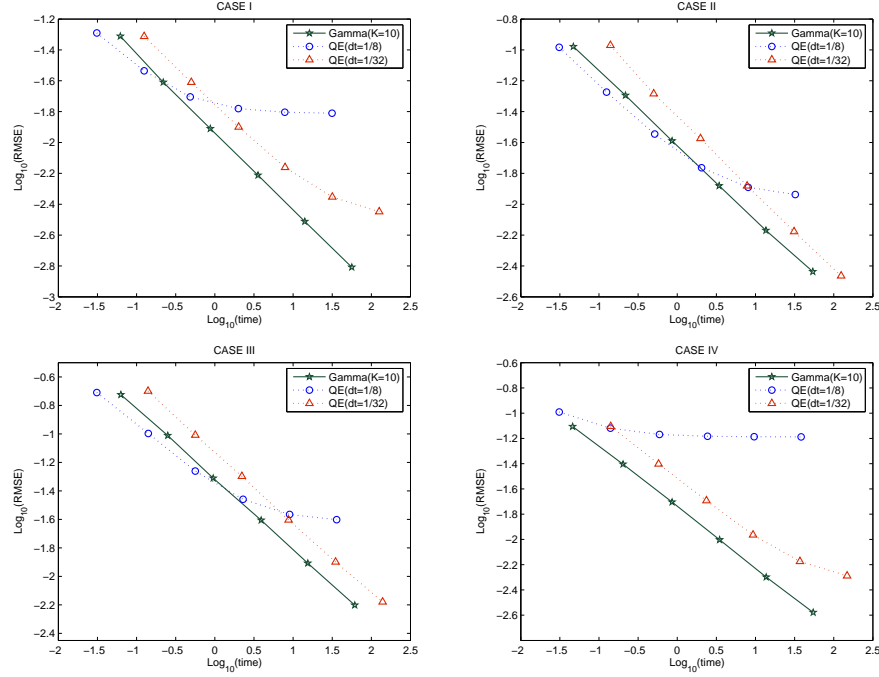 CASE I
Gamma(K=10)
QE(dt=1/8)
QE(dt=1/32)
−1.2
−1.4
−1.6
−1.8
−2
−2.2
−2.4
−2.6
−2.8
−3
Log10(RMSE)
−2 −1.5 −1 −0.5 0 0.5 1 1.5 2 2.5
Log10(time)
CASE II
Gamma(K=10)
QE(dt=1/8)
QE(dt=1/32)
−0.8
−1
−1.2
−1.4
−1.6
−1.8
−2
−2.2
−2.4
−2.6
Log10(RMSE)
−2 −1.5 −1 −0.5 0 0.5 1 1.5 2 2.5
Log10(time)
CASE III
Gamma(K=10)
QE(dt=1/8)
QE(dt=1/32)
−0.6
−0.8
−1
−1.2
−1.4
−1.6
−1.8
−2
−2.2
−2.4
Log10(RMSE)
−2 −1.5 −1 −0.5 0 0.5 1 1.5 2 2.5
Log10(time)
CASE IV
Gamma(K=10)
QE(dt=1/8)
QE(dt=1/32)
−0.6
−0.8
−1
−1.2
−1.4
−1.6
−1.8
−2
−2.2
−2.4
−2.6
Log10(RMSE)
−2 −1.5 −1 −0.5 0 0.5 1 1.5 2 2.5
Log10(time)